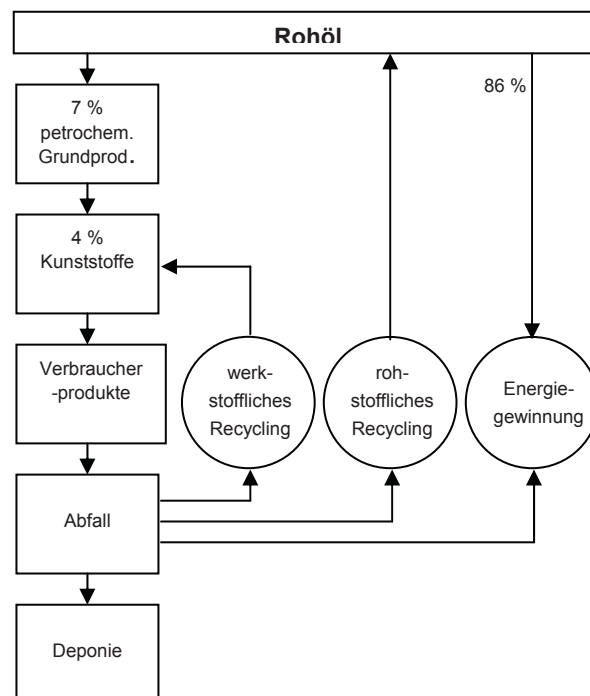 Rohöl
86 %
7 %
petrochem.
Grundprod.
4 %
Kunststoffe
Verbraucher
-produkte
werk-
stoffliches
Recycling
roh-
stoffliches
Recycling
Energie-
gewinnung
Abfall
Deponie